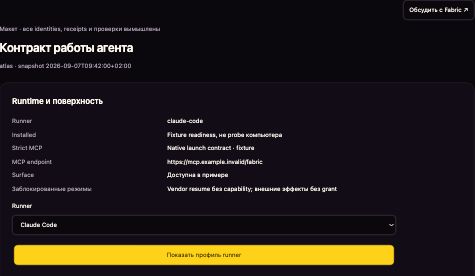 Обсудить с Fabric ↗
Макет · все identities, receipts и проверки вымышлены
Контракт работы агента
atlas · snapshot 2026-09-07T09:42:00+02:00
Runtime и поверхность
Runner claude-code
Installed Fixture readiness, не probe компьютера
Strict MCP Native launch contract · fixture
MCP endpoint https://mcp.example.invalid/fabric
Surface Доступна в примере
Заблокированные режимы Vendor resume без capability; внешние эффекты без grant
Runner
Claude Code
Показать профиль runner